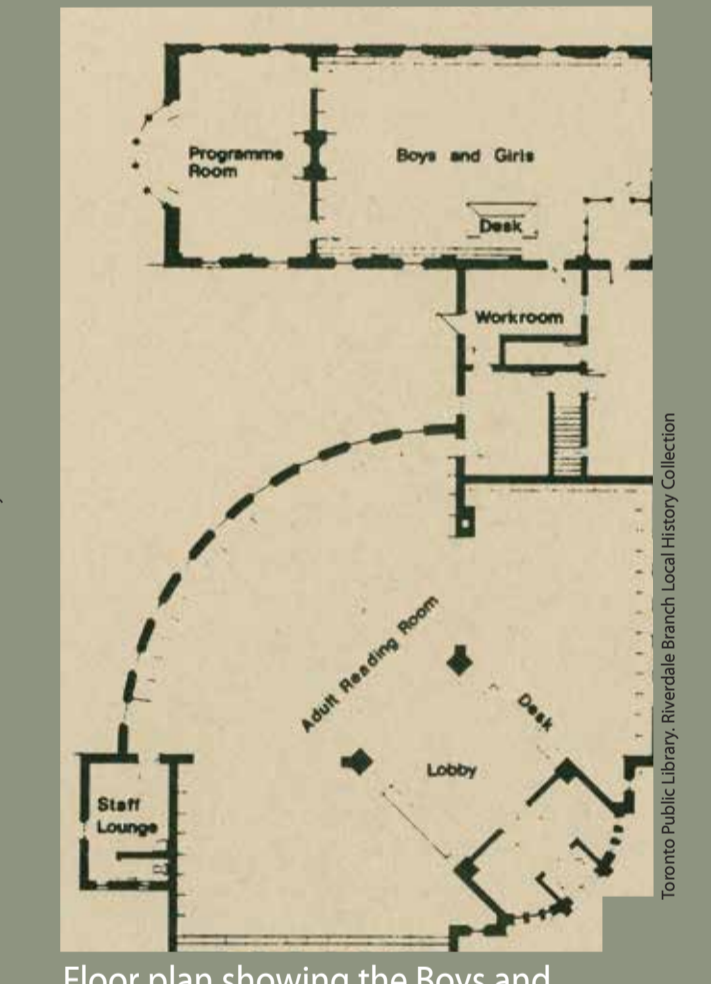 Programme
Room
Boys and Girls
Desk
Workroom
Adult Reading Room
Desk
Lobby
Staff
Lounge
Toronto Public Library. Riverdale Branch Local History Collection
Floor plan showing the Boys and